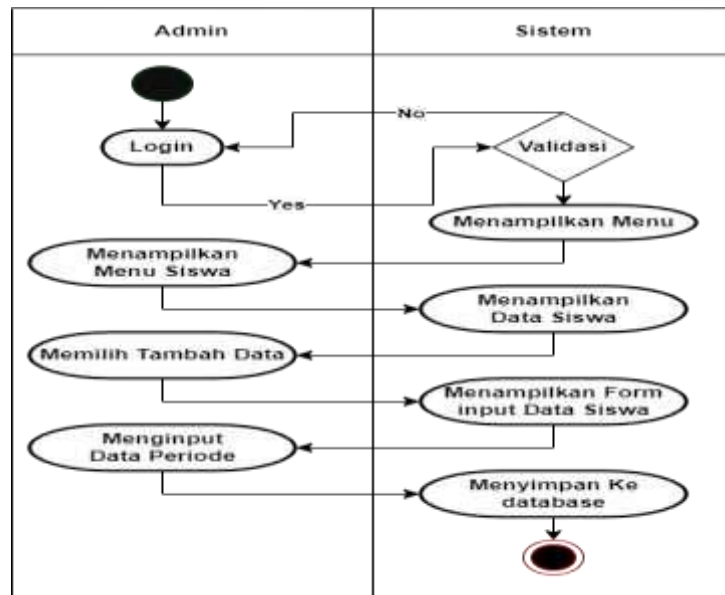 Admin
Sistem
No
Login
Validasi
Yes
Menampilkan Menu
Menampilkan
Menu Siswa
Menampilkan
Data Siswa
Memilih Tambah Data
Menampilkan Form
input Data Siswa
Menginput
Data Periode
Menyimpan Ke
database